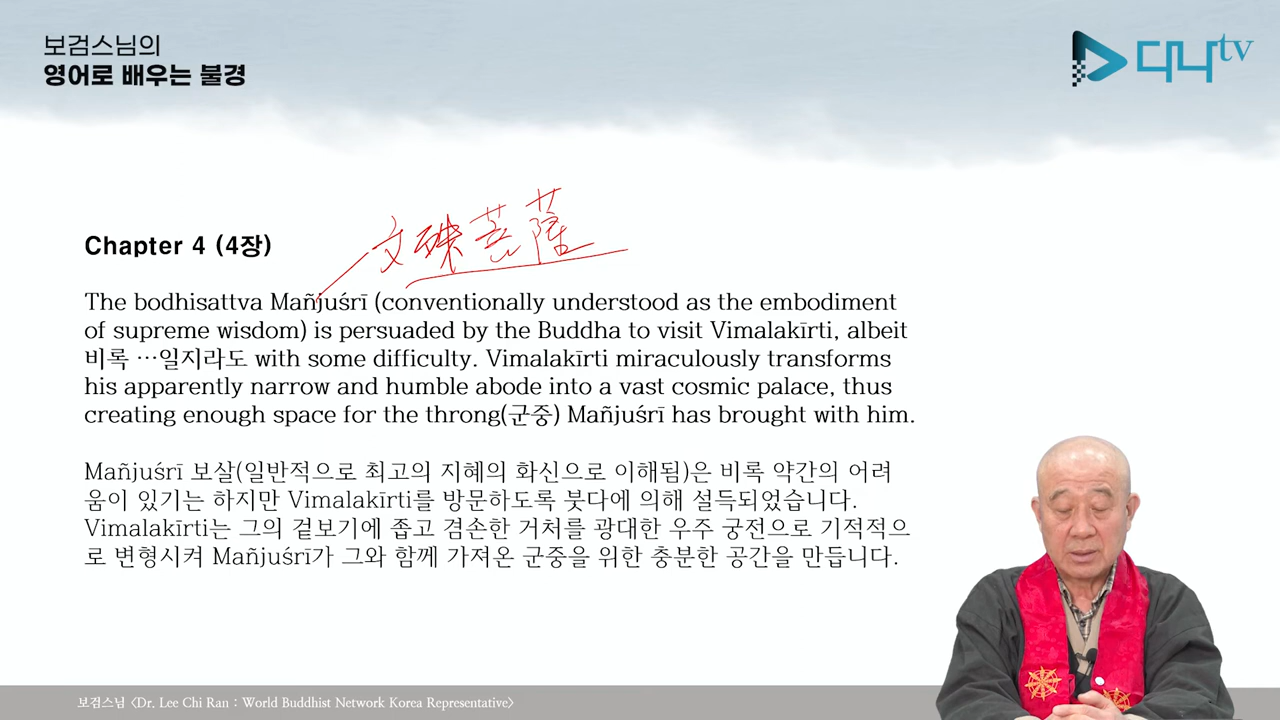 보검스님의
영어로 배우는 불경
디나tv
文殊菩薩
Chapter 4 (4장)
The bodhisattva Mañjuśrī (conventionally understood as the embodiment
of supreme wisdom) is persuaded by the Buddha to visit Vimalakīrti, albeit
비록 …일지라도 with some difficulty. Vimalakīrti miraculously transforms
his apparently narrow and humble abode into a vast cosmic palace, thus
creating enough space for the throng(군중) Mañjuśrī has brought with him.
Mañjuśrī 보살(일반적으로 최고의 지혜의 화신으로 이해됨)은 비록 약간의 어려
움이 있기는 하지만 Vimalakīrti를 방문하도록 붓다에 의해 설득되었습니다.
Vimalakīrti는 그의 겉보기에 좁고 겸손한 거처를 광대한 우주 궁전으로 기적적으
로 변형시켜 Mañjuśrī가 그와 함께 가져온 군중을 위한 충분한 공간을 만듭니다.
보검스님 <Dr. Lee Chi Ran : World Buddhist Network Korea Representative>